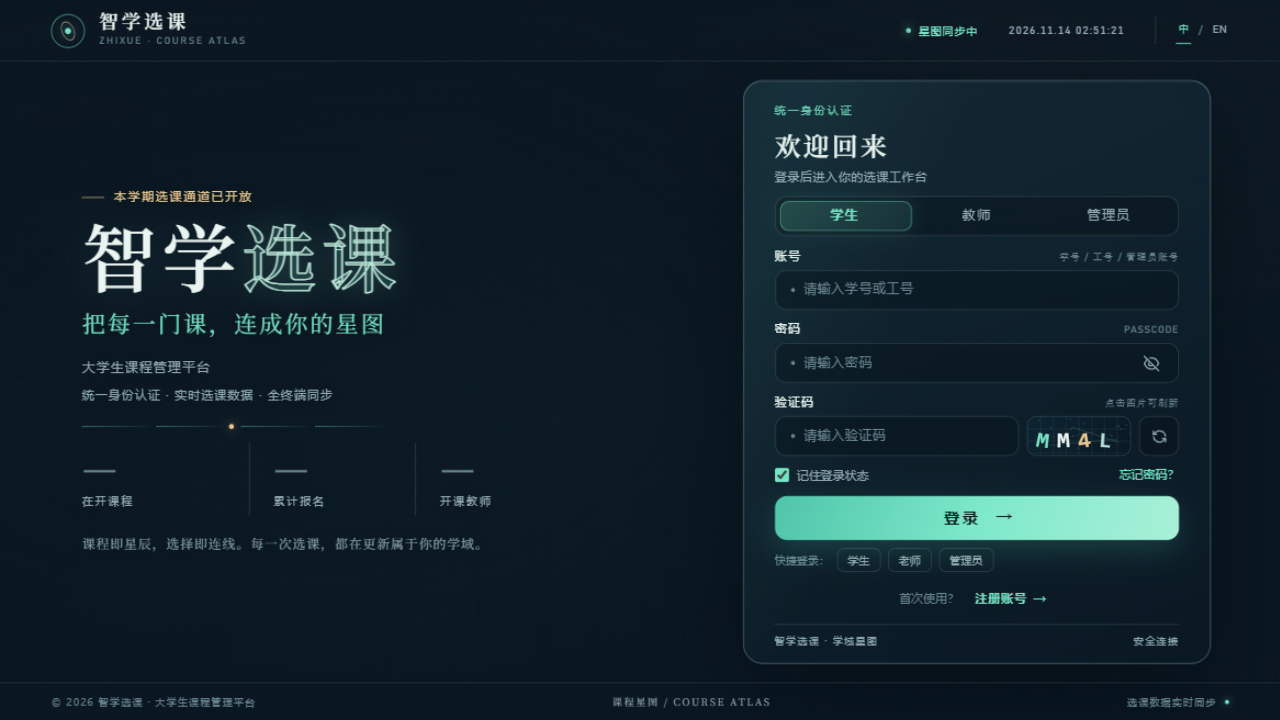 智学选课
ZHIXUE · COURSE ATLAS
星图同步中
2026.11.14 02:51:21
中 / EN
本学期选课通道已开放
智学选课
把每一门课，连成你的星图
大学生课程管理平台
统一身份认证 · 实时选课数据 · 全终端同步
在开课程
累计报名
开课教师
课程即星辰，选择即连线。每一次选课，都在更新属于你的学域。
统一身份认证
欢迎回来
登录后进入你的选课工作台
学生
教师
管理员
账号
学号 / 工号 / 管理员账号
请输入学号或工号
密码
PASSCODE
请输入密码
验证码
点击图片可刷新
请输入验证码
MM4L
记住登录状态
忘记密码?
登录 →
快捷登录：
学生
老师
管理员
首次使用?
注册账号 →
智学选课 · 学域星图
安全连接
© 2026 智学选课 · 大学生课程管理平台
课程星图 / COURSE ATLAS
选课数据实时同步